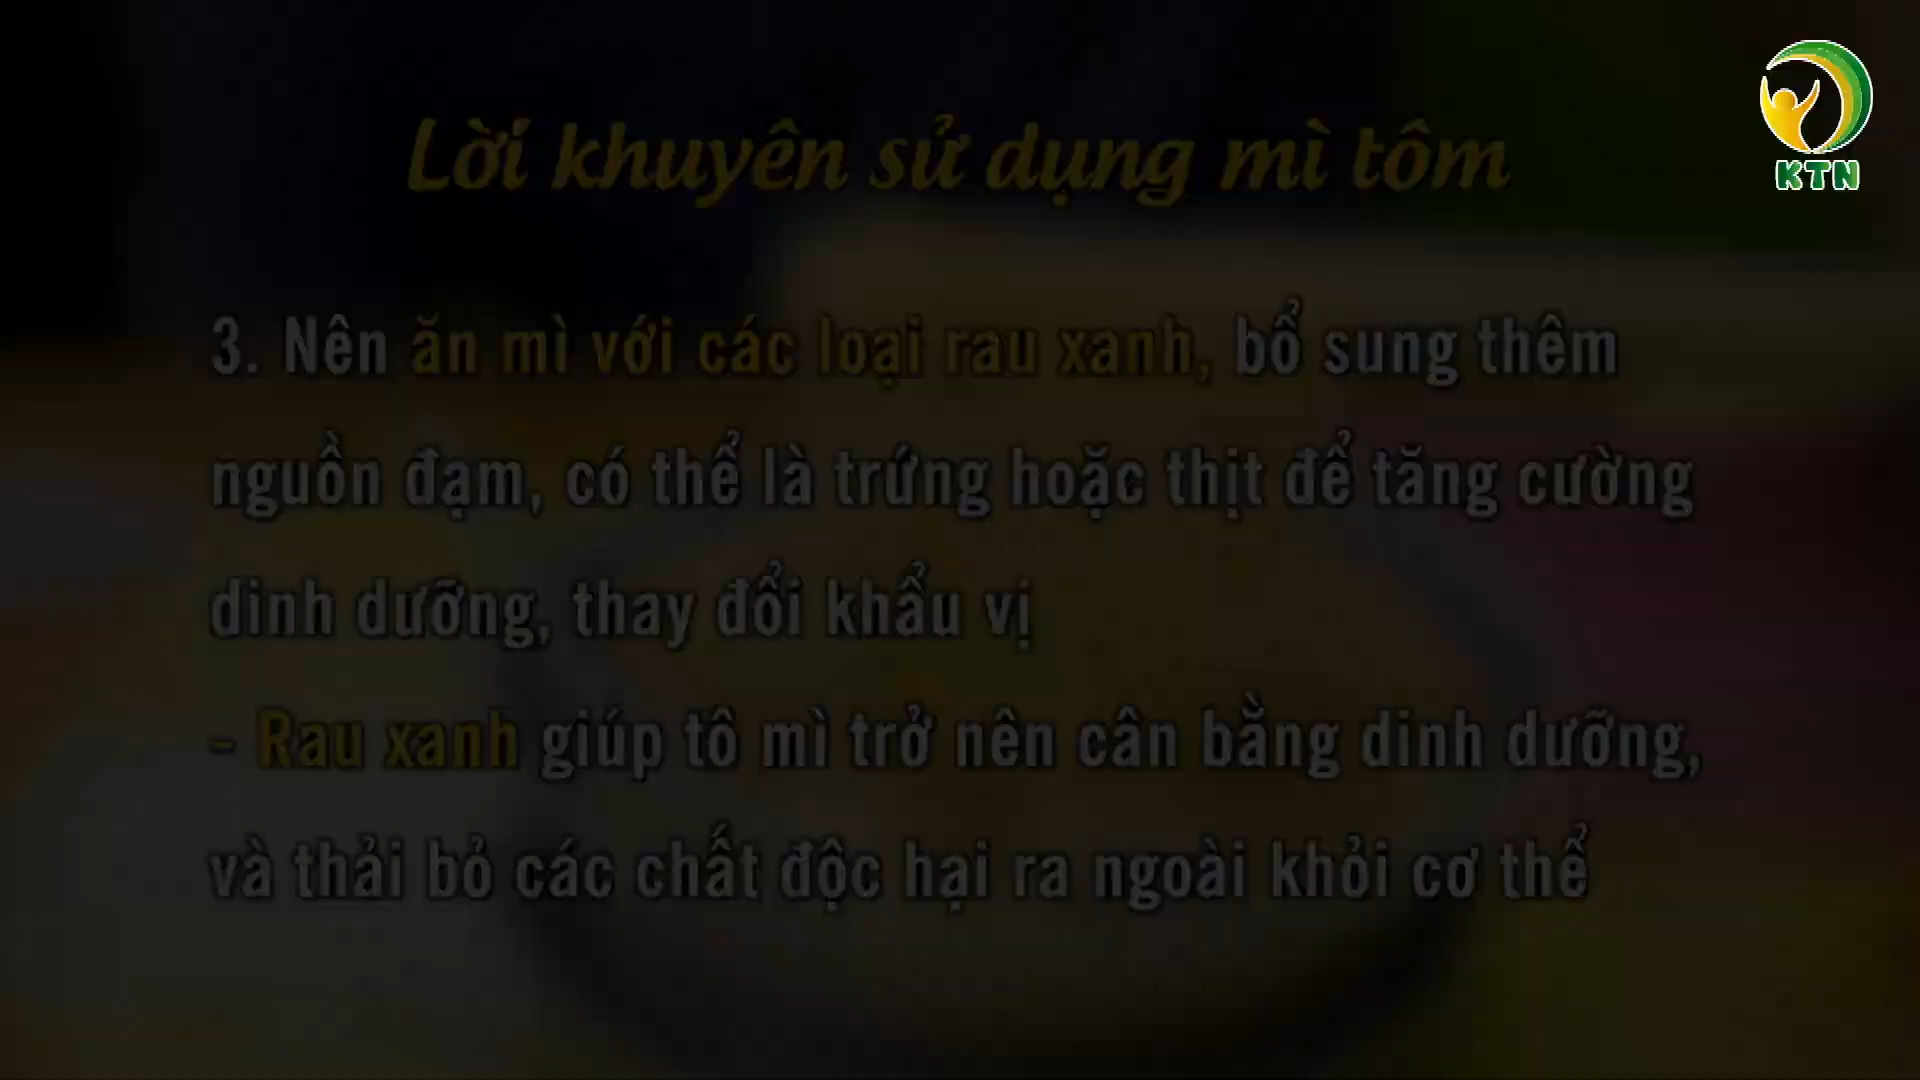 KTN
Lời khuyên sử dụng mì tôm
3. Nên ăn mì với các loại rau xanh, bổ sung thêm
nguồn đạm, có thể là trứng hoặc thịt để tăng cường
dinh dưỡng, thay đổi khẩu vị
- Rau xanh giúp tô mì trở nên cân bằng dinh dưỡng,
và thải bỏ các chất độc hại ra ngoài khỏi cơ thể